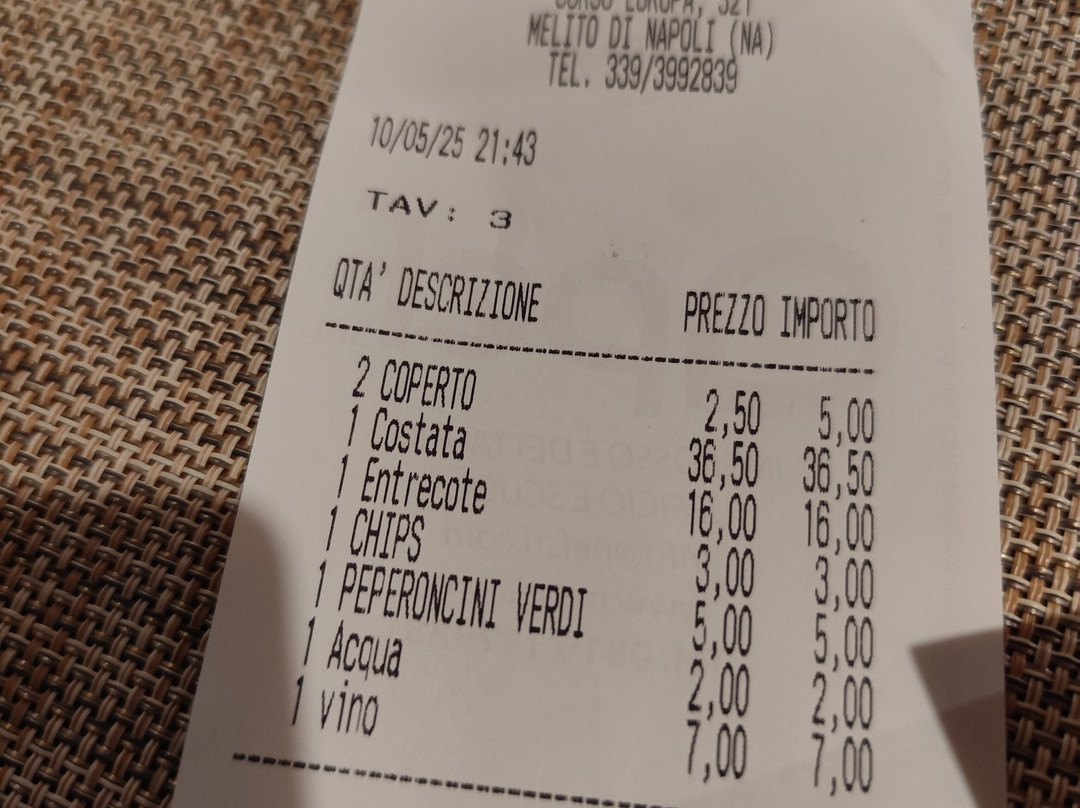 CORSO EUROPA, 321
MELITO DI NAPOLI (NA)
TEL. 339/3992839
10/05/25 21:43
TAV: 3
QTA' DESCRIZIONE PREZZO IMPORTO
2 COPERTO 2,50 5,00
1 Costata 36,50 36,50
1 Entrecote 16,00 16,00
1 CHIPS 3,00 3,00
1 PEPERONCINI VERDI 5,00 5,00
1 Acqua 2,00 2,00
1 vino 7,00 7,00